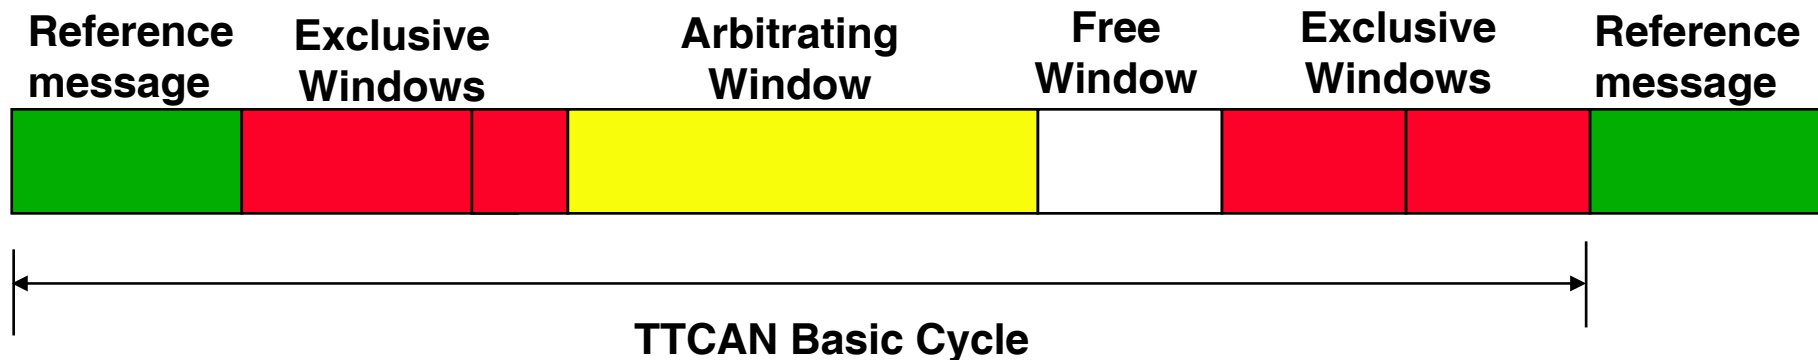 Reference
message
Exclusive
Windows
Arbitrating
Window
Free
Window
Exclusive
Windows
Reference
message
TTCAN Basic Cycle